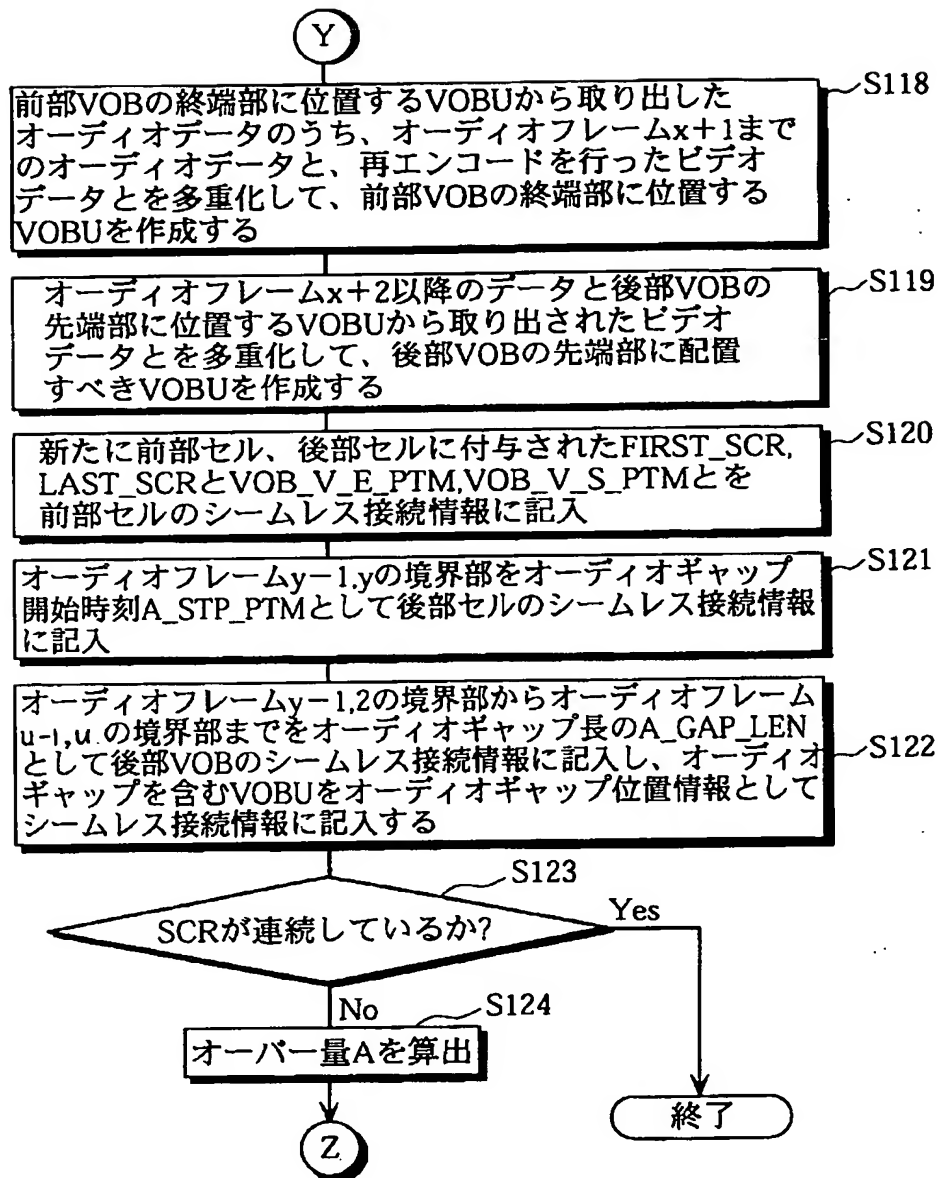 Y
S118
前部VOBの終端部に位置するVOBUから取り出した
オーディオデータのうち、オーディオフレームx+1まで
のオーディオデータと、再エンコードを行ったビデオ
データとを多重化して、前部VOBの終端部に位置する
VOBUを作成する
S119
オーディオフレームx+2以降のデータと後部VOBの
先端部に位置するVOBUから取り出されたビデオ
データとを多重化して、後部VOBの先端部に配置
すべきVOBUを作成する
S120
新たに前部セル、後部セルに付与されたFIRST_SCR,
LAST_SCRとVOB_V_E_PTM,VOB_V_S_PTMとを
前部セルのシームレス接続情報に記入
S121
オーディオフレームy-1,yの境界部をオーディオギャップ
開始時刻A_STP_PTMとして後部セルのシームレス接続情報
に記入
S122
オーディオフレームy-1,2の境界部からオーディオフレーム
u-1,u.の境界部までをオーディオギャップ長のA_GAP_LEN
として後部VOBのシームレス接続情報に記入し、オーディオ
ギャップを含むVOBUをオーディオギャップ位置情報として
シームレス接続情報に記入する
S123
SCRが連続しているか?
Yes
No
S124
オーバー量Aを算出
終了
Z